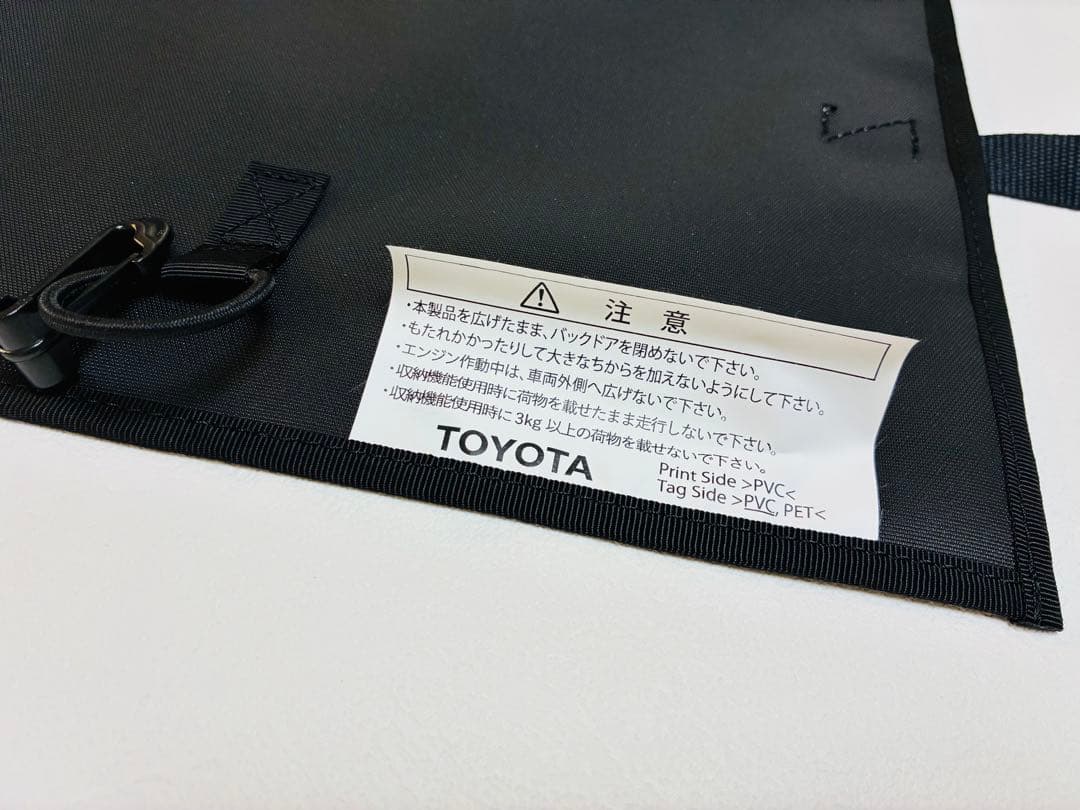 注意
・本製品を広げたまま、バックドアを閉めないで下さい。
・もたれかかったりして大きなちからを加えないようにして下さい。
・エンジン作動中は、車両外側へ広げないで下さい。
・収納機能使用時に荷物を載せたまま走行しないで下さい。
・収納機能使用時に3kg以上の荷物を載せないで下さい。
TOYOTA
Print Side >PVC<
Tag Side >PVC, PET<